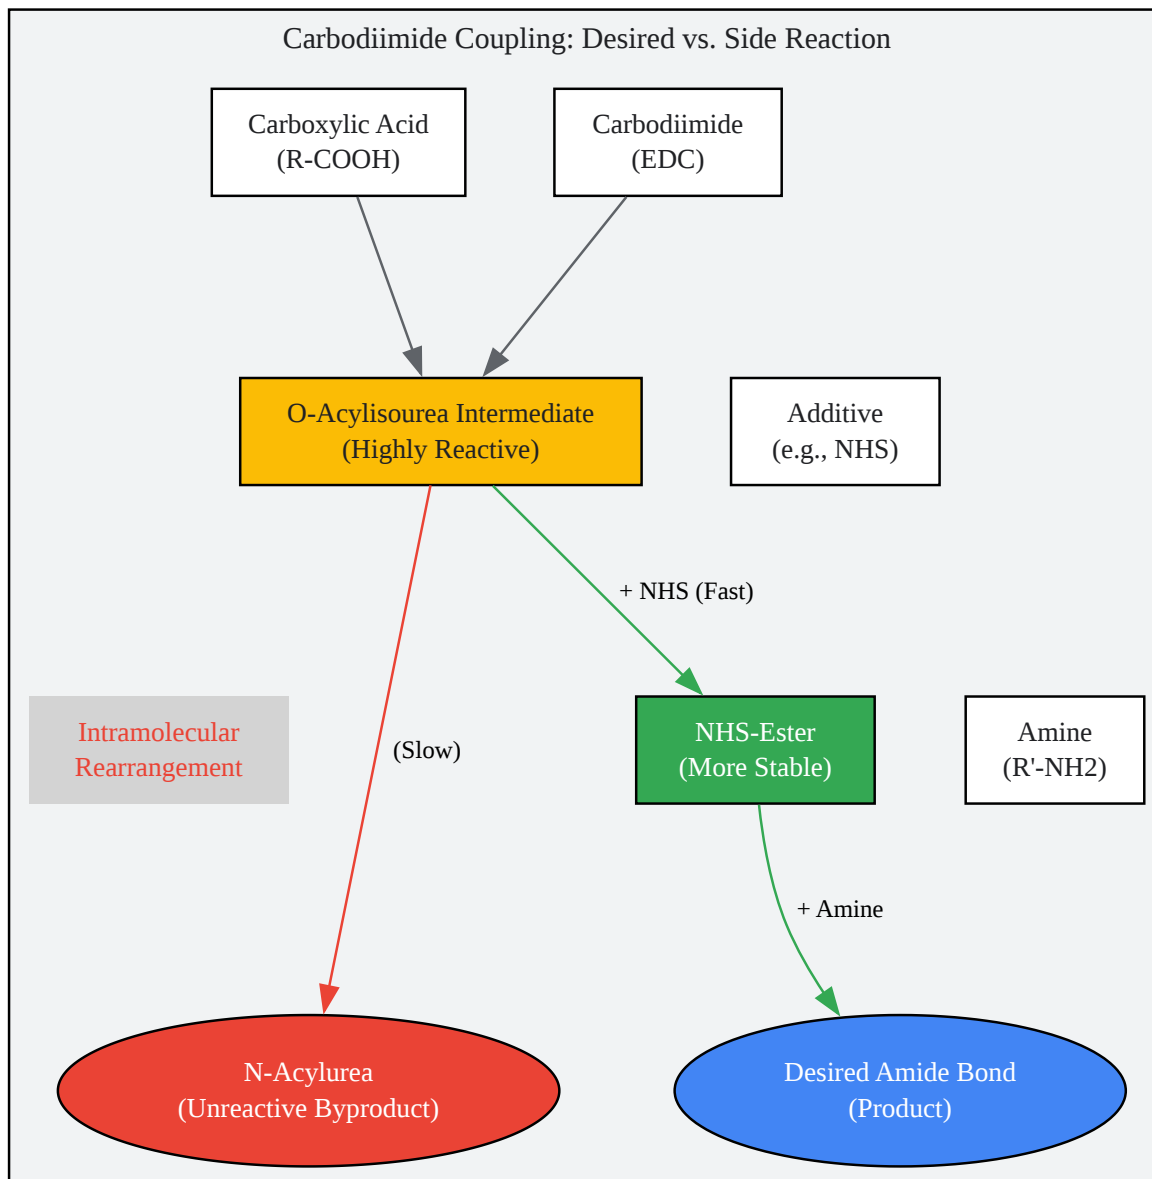 Carbodiimide Coupling: Desired vs. Side Reaction
Carboxylic Acid
(R-COOH)
Carbodiimide
(EDC)
O-Acylisourea Intermediate
(Highly Reactive)
Additive
(e.g., NHS)
+ NHS (Fast)
Intramolecular
Rearrangement
(Slow)
NHS-Ester
(More Stable)
Amine
(R'-NH2)
+ Amine
N-Acylurea
(Unreactive Byproduct)
Desired Amide Bond
(Product)